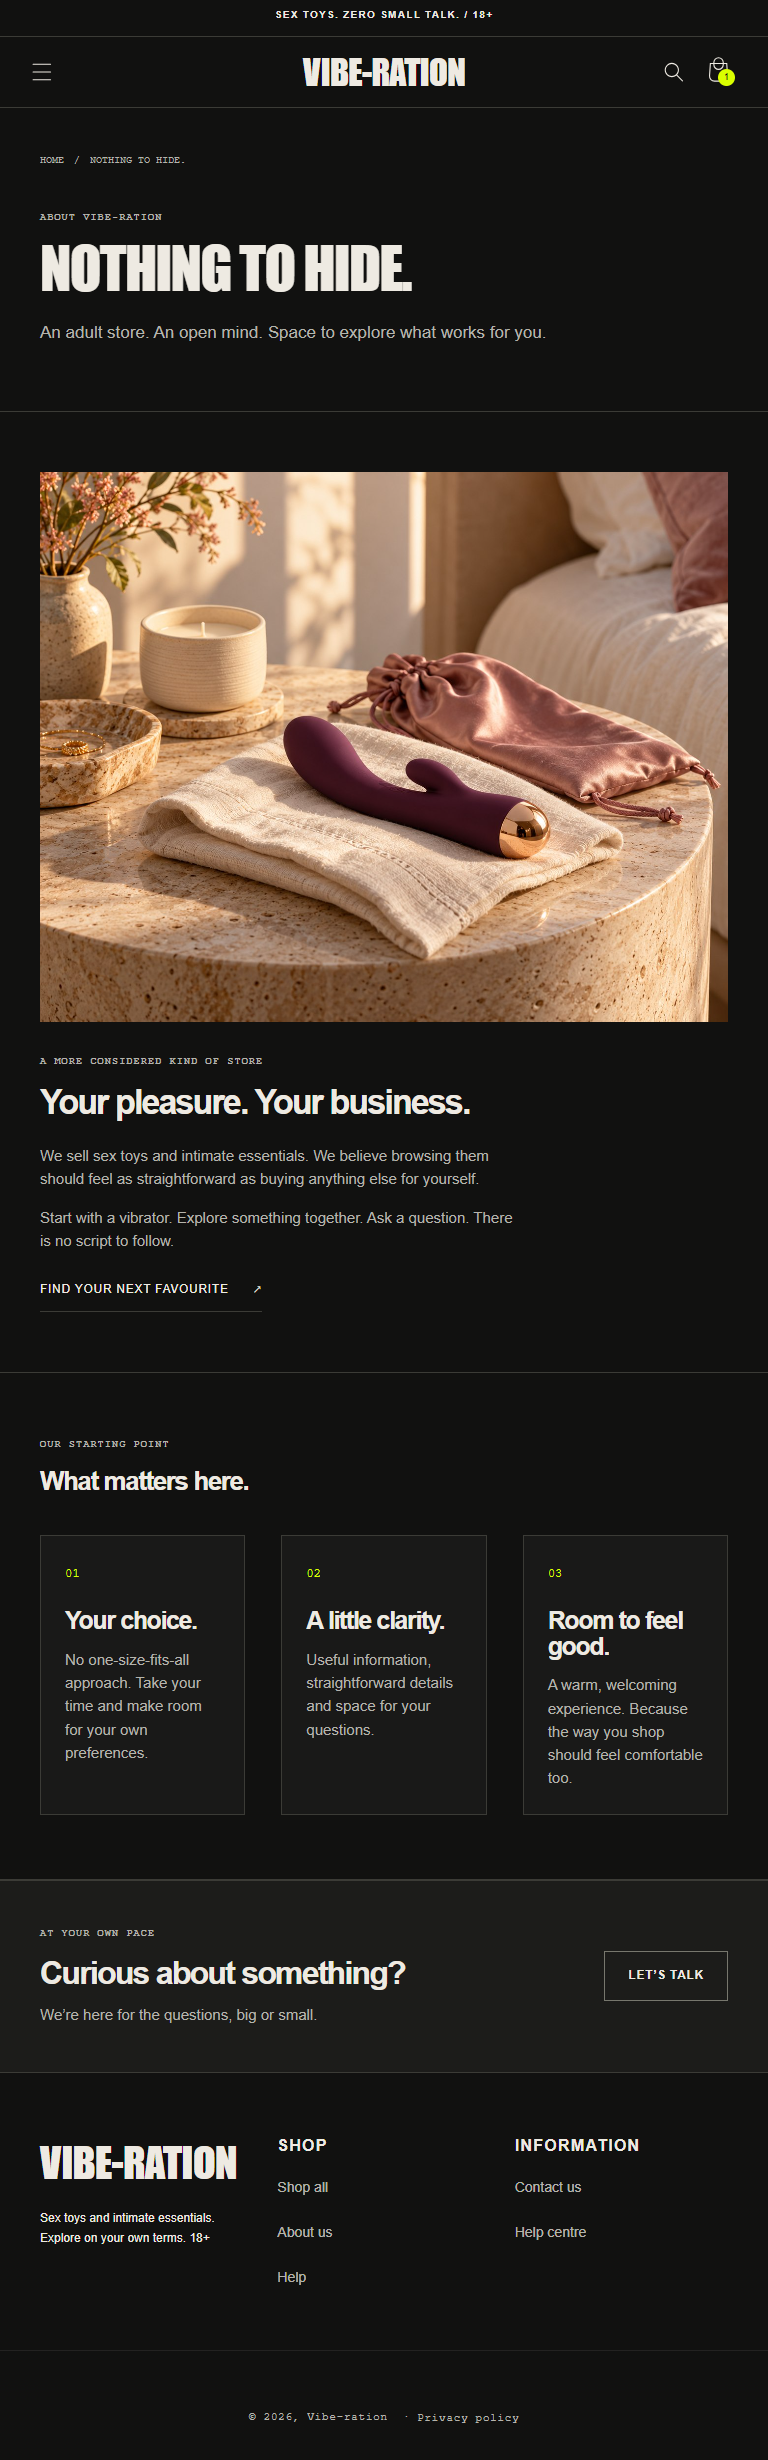 SEX TOYS. ZERO SMALL TALK. / 18+
VIBE-RATION
1
HOME / NOTHING TO HIDE.
ABOUT VIBE-RATION
NOTHING TO HIDE.
An adult store. An open mind. Space to explore what works for you.
A MORE CONSIDERED KIND OF STORE
Your pleasure. Your business.
We sell sex toys and intimate essentials. We believe browsing them
should feel as straightforward as buying anything else for yourself.
Start with a vibrator. Explore something together. Ask a question. There
is no script to follow.
FIND YOUR NEXT FAVOURITE ↗
OUR STARTING POINT
What matters here.
01
Your choice.
No one-size-fits-all
approach. Take your
time and make room
for your own
preferences.
02
A little clarity.
Useful information,
straightforward details
and space for your
questions.
03
Room to feel
good.
A warm, welcoming
experience. Because
the way you shop
should feel comfortable
too.
AT YOUR OWN PACE
Curious about something?
We’re here for the questions, big or small.
LET’S TALK
VIBE-RATION
Sex toys and intimate essentials.
Explore on your own terms. 18+
SHOP
Shop all
About us
Help
INFORMATION
Contact us
Help centre
© 2026, Vibe-ration · Privacy policy